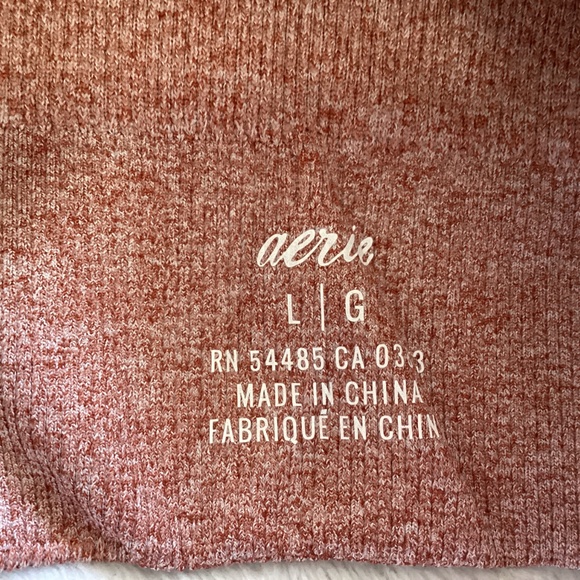 aerie
L | G
RN 54485 CA 03
MADE IN CHINA
FABRIQUÉ EN CHIN